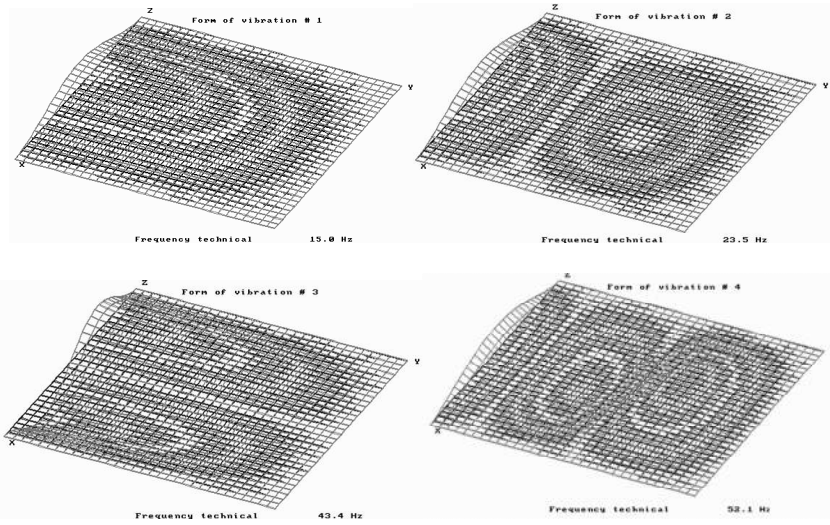 Z
Form of vibration # 1
Y
X
Frequency technical 15.0 Hz
Z
Form of vibration # 2
Y
X
Frequency technical 23.5 Hz
Z
Form of vibration # 3
Y
X
Frequency technical 43.4 Hz
Z
Form of vibration # 4
X
Frequency technical 52.1 Hz